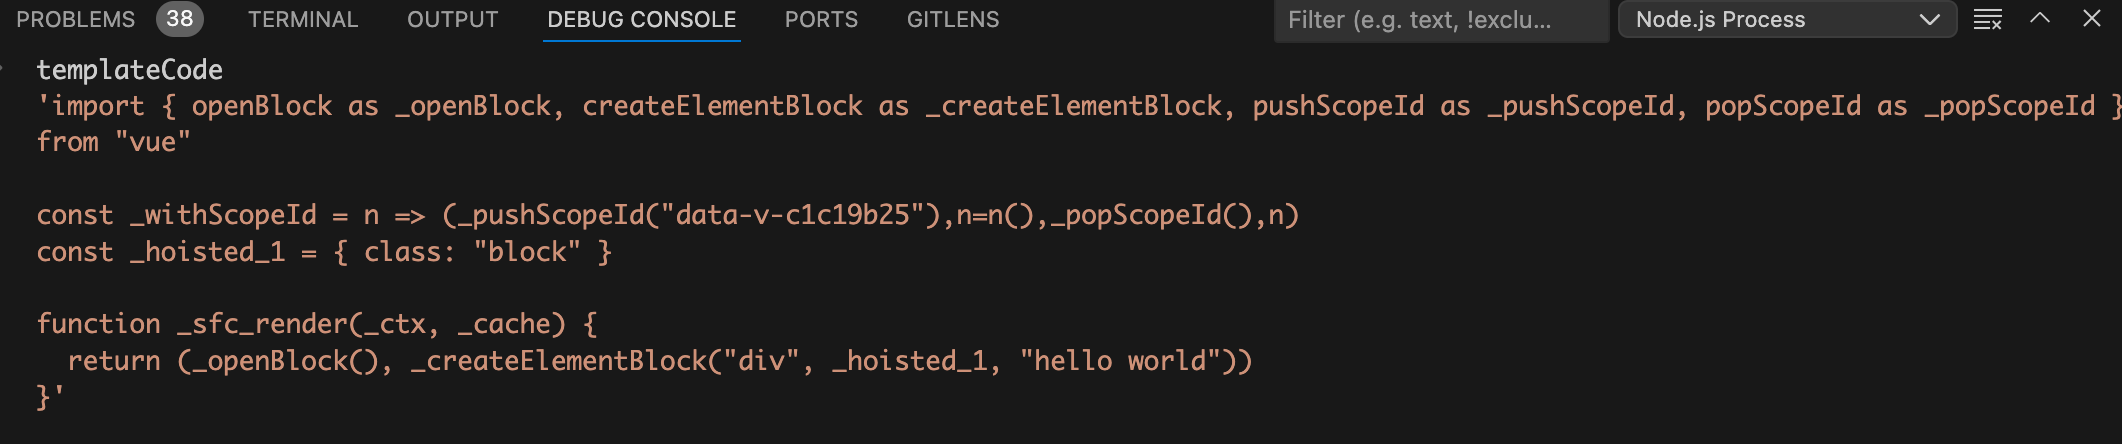 PROBLEMS 38 TERMINAL OUTPUT DEBUG CONSOLE PORTS GITLENS Filter (e.g. text, !exclu... Node.js Process
templateCode
'import { openBlock as _openBlock, createElementBlock as _createElementBlock, pushScopeId as _pushScopeId, popScopeId as _popScopeId }
from "vue"
const _withScopeId = n => (_pushScopeId("data-v-c1c19b25"),n=n(),_popScopeId(),n)
const _hoisted_1 = { class: "block" }
function _sfc_render(_ctx, _cache) {
  return (_openBlock(), _createElementBlock("div", _hoisted_1, "hello world"))
}'